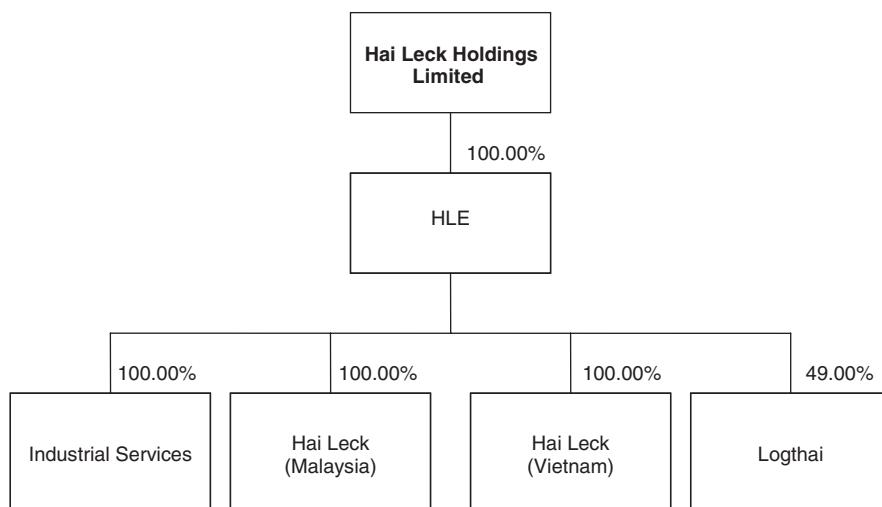 Hai Leck Holdings
Limited
100.00%
HLE
100.00%
100.00%
100.00%
49.00%
Industrial Services
Hai Leck
(Malaysia)
Hai Leck
(Vietnam)
Logthai